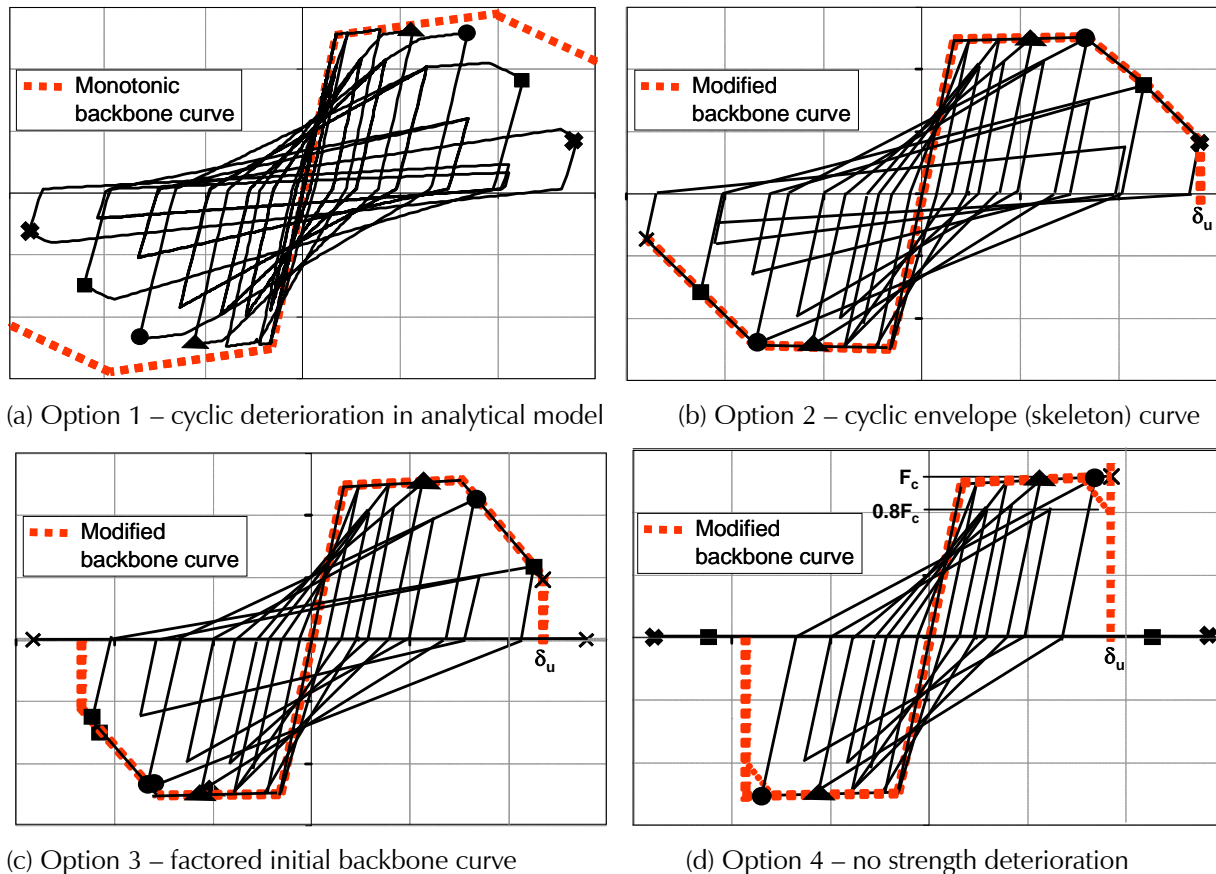 Monotonic
backbone curve
(a) Option 1 – cyclic deterioration in analytical model
Modified
backbone curve
δu
(b) Option 2 – cyclic envelope (skeleton) curve
Modified
backbone curve
δu
(c) Option 3 – factored initial backbone curve
Fc
0.8Fc
Modified
backbone curve
δu
(d) Option 4 – no strength deterioration